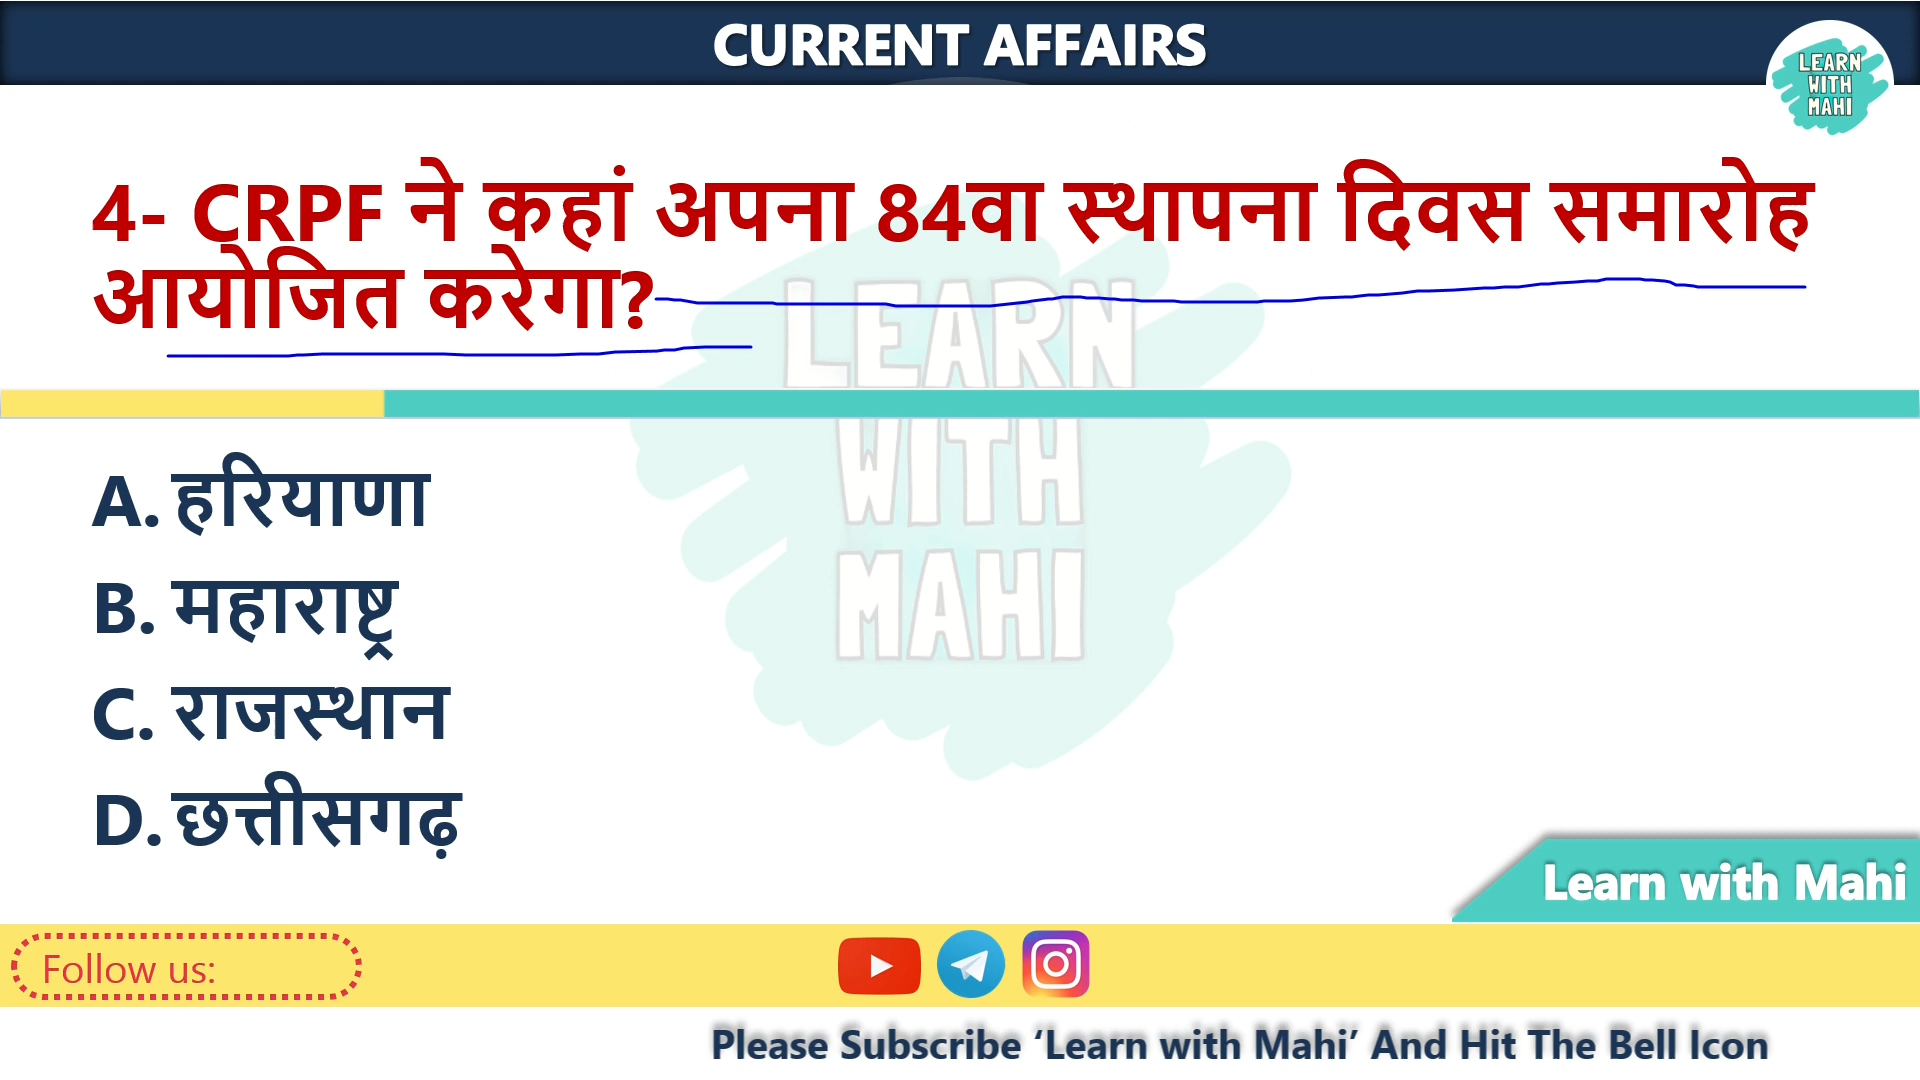 CURRENT AFFAIRS
LEARN
WITH
MAHI
4- CRPF ने कहां अपना 84वा स्थापना दिवस समारोह
आयोजित करेगा?
LEARN
WITH
MAHI
A. हरियाणा
B. महाराष्ट्र
C. राजस्थान
D. छत्तीसगढ़
Learn with Mahi
Follow us:
Please Subscribe ‘Learn with Mahi’ And Hit The Bell Icon